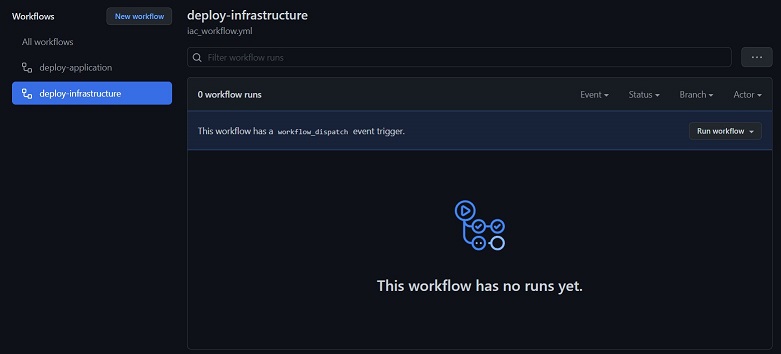 Workflows
New workflow
All workflows
deploy-application
deploy-infrastructure
deploy-infrastructure
iac_workflow.yml
Filter workflow runs
...
0 workflow runs
Event
Status
Branch
Actor
This workflow has a workflow_dispatch event trigger.
Run workflow
This workflow has no runs yet.